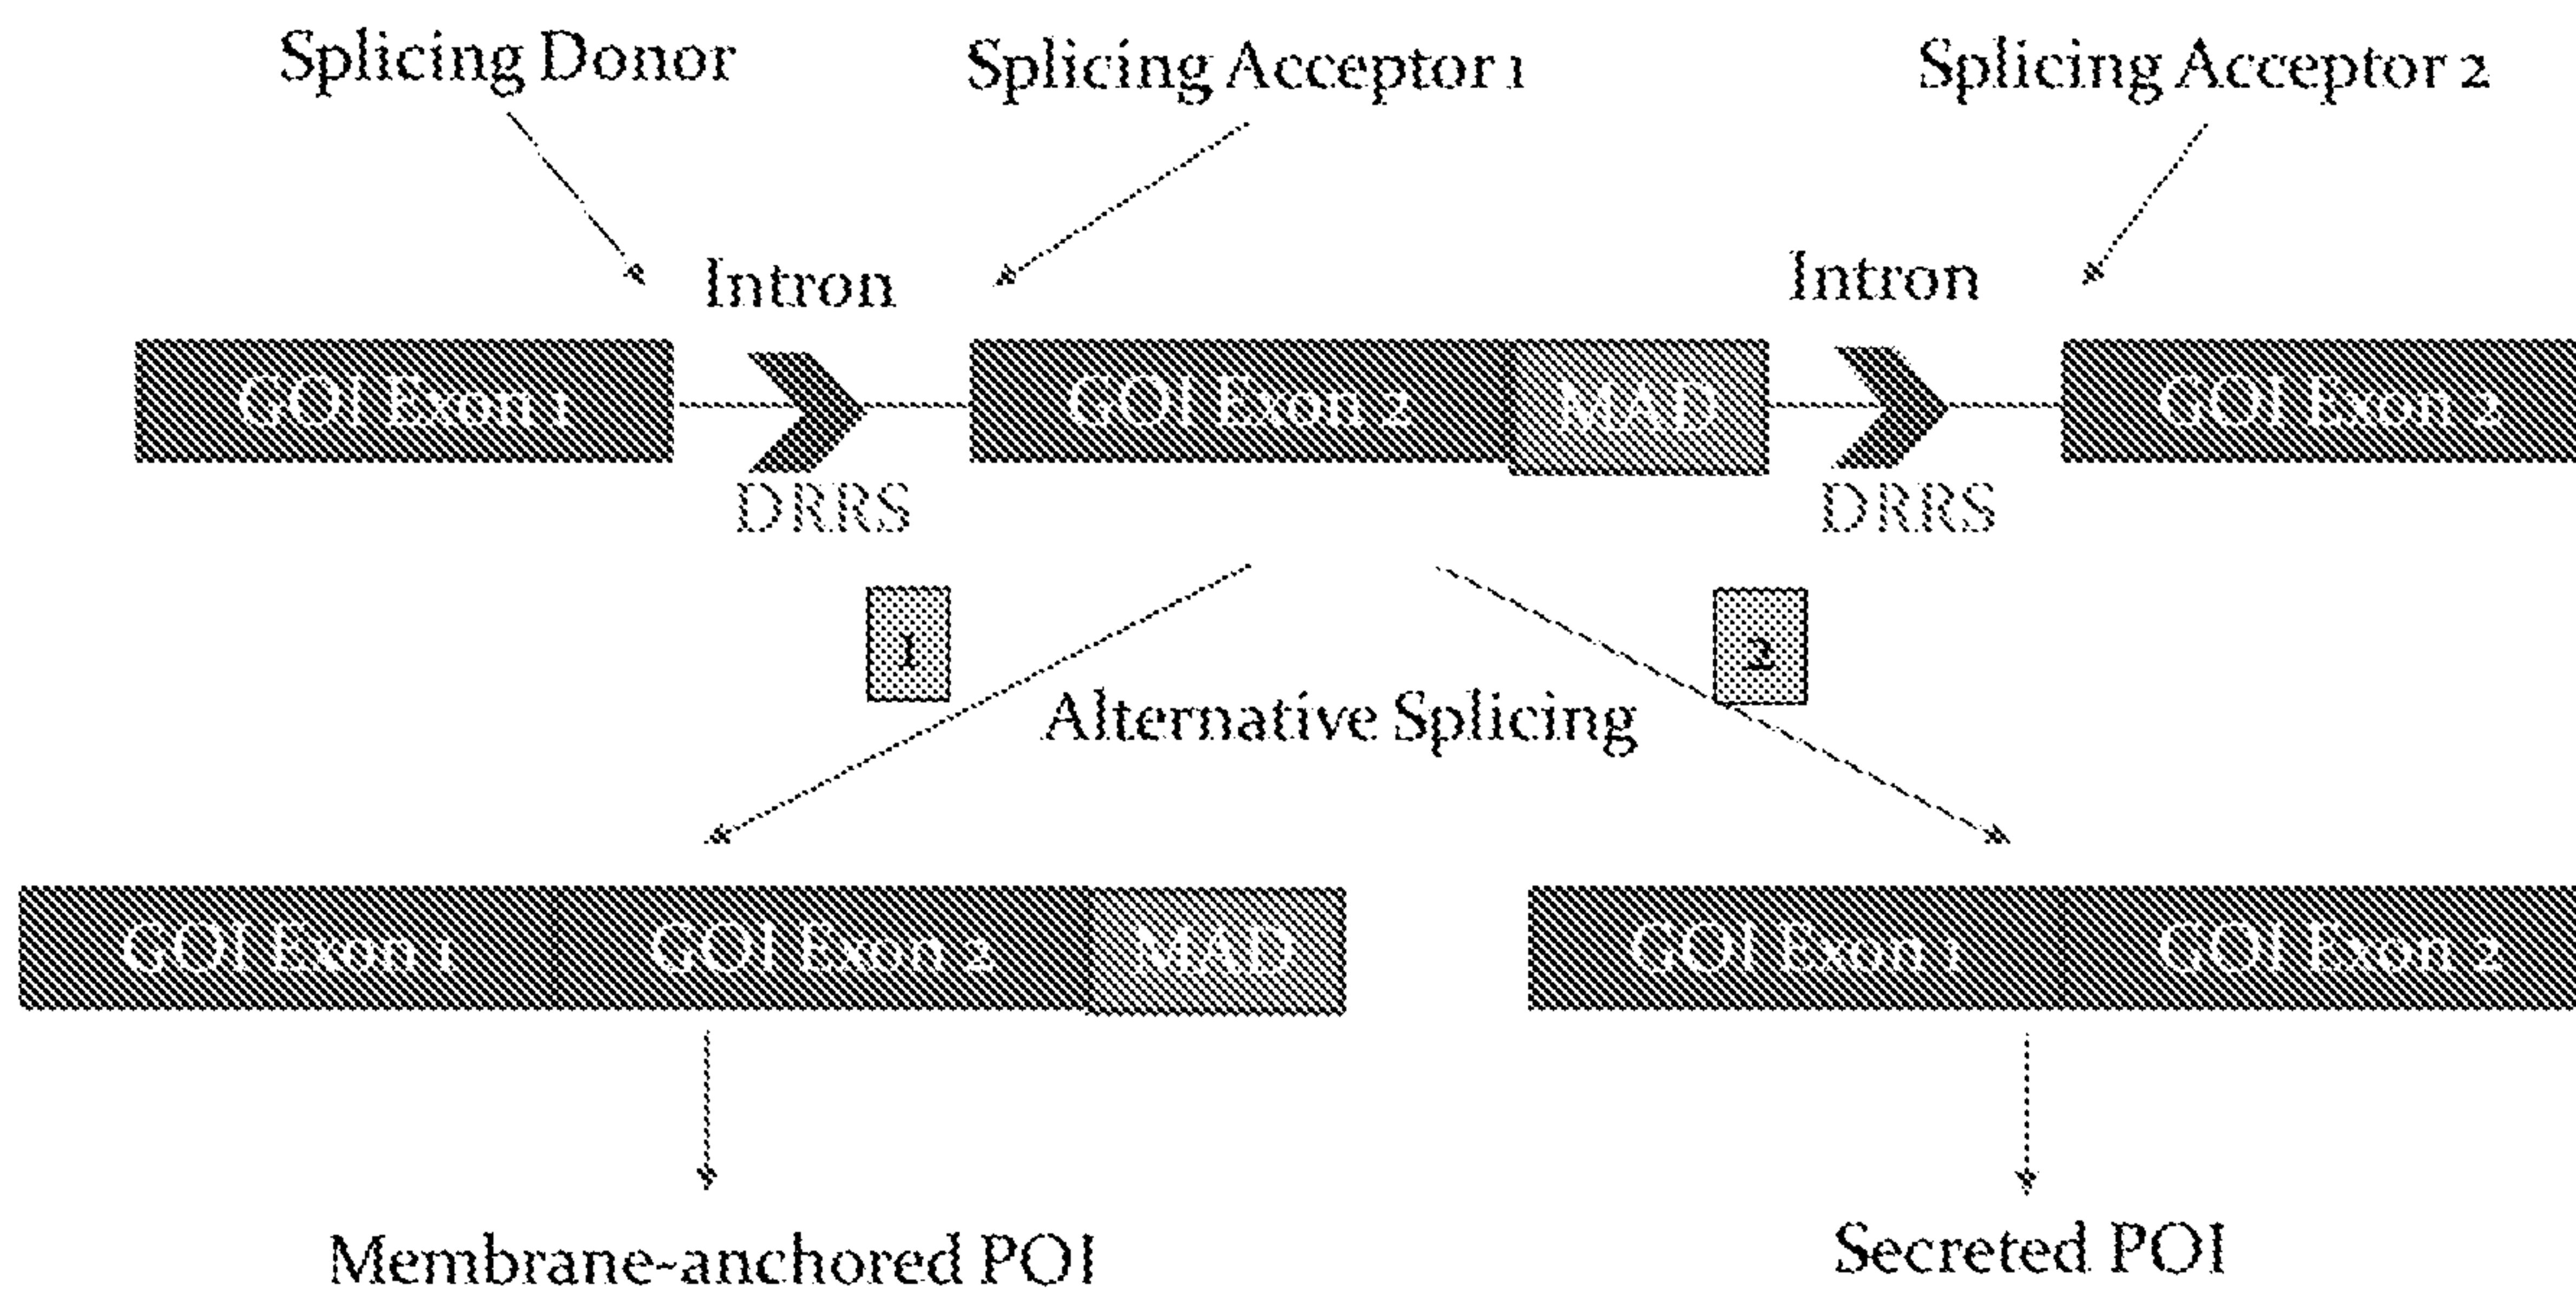 Splicing Donor
Splicing Acceptor 1
Splicing Acceptor 2
Intron
Intron
GOI Exon 1
GOI Exon 2
MAD
GOI Exon 2
DRRS
DRRS
1
2
Alternative Splicing
GOI Exon 1
GOI Exon 2
MAD
GOI Exon 1
GOI Exon 2
Membrane-anchored POI
Secreted POI